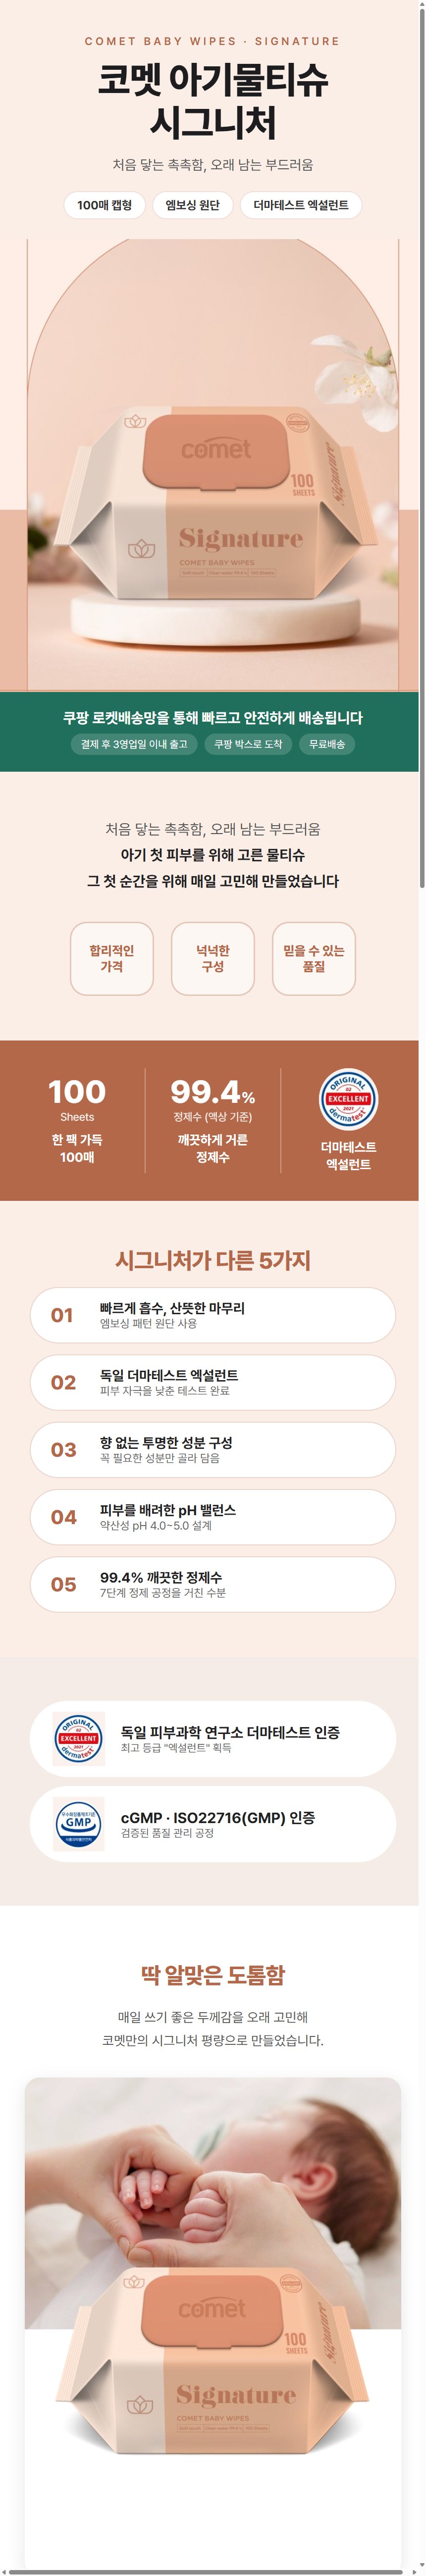 COMET BABY WIPES · SIGNATURE
코멧 아기물티슈
시그니처
처음 닿는 촉촉함, 오래 남는 부드러움
100매 캡형
엠보싱 원단
더마테스트 엑설런트
comet
100
SHEETS
Signature
Signature
COMET BABY WIPES
쿠팡 로켓배송망을 통해 빠르고 안전하게 배송됩니다
결제 후 3영업일 이내 출고
쿠팡 박스로 도착
무료배송
처음 닿는 촉촉함, 오래 남는 부드러움
아기 첫 피부를 위해 고른 물티슈
그 첫 순간을 위해 매일 고민해 만들었습니다
합리적인
가격
넉넉한
구성
믿을 수 있는
품질
100
Sheets
한 팩 가득
100매
99.4%
정제수 (액상 기준)
깨끗하게 거른
정제수
ORIGINAL
02
EXCELLENT
2021
dermatest
더마테스트
엑설런트
시그니처가 다른 5가지
01
빠르게 흡수, 산뜻한 마무리
엠보싱 패턴 원단 사용
02
독일 더마테스트 엑설런트
피부 자극을 낮춘 테스트 완료
03
향 없는 투명한 성분 구성
꼭 필요한 성분만 골라 담음
04
피부를 배려한 pH 밸런스
약산성 pH 4.0~5.0 설계
05
99.4% 깨끗한 정제수
7단계 정제 공정을 거친 수분
ORIGINAL
02
EXCELLENT
2021
dermatest
독일 피부과학 연구소 더마테스트 인증
최고 등급 "엑설런트" 획득
GMP
cGMP · ISO22716(GMP) 인증
검증된 품질 관리 공정
딱 알맞은 도톰함
매일 쓰기 좋은 두께감을 오래 고민해
코멧만의 시그니처 평량으로 만들었습니다.
comet
100
SHEETS
Signature
Signature
COMET BABY WIPES